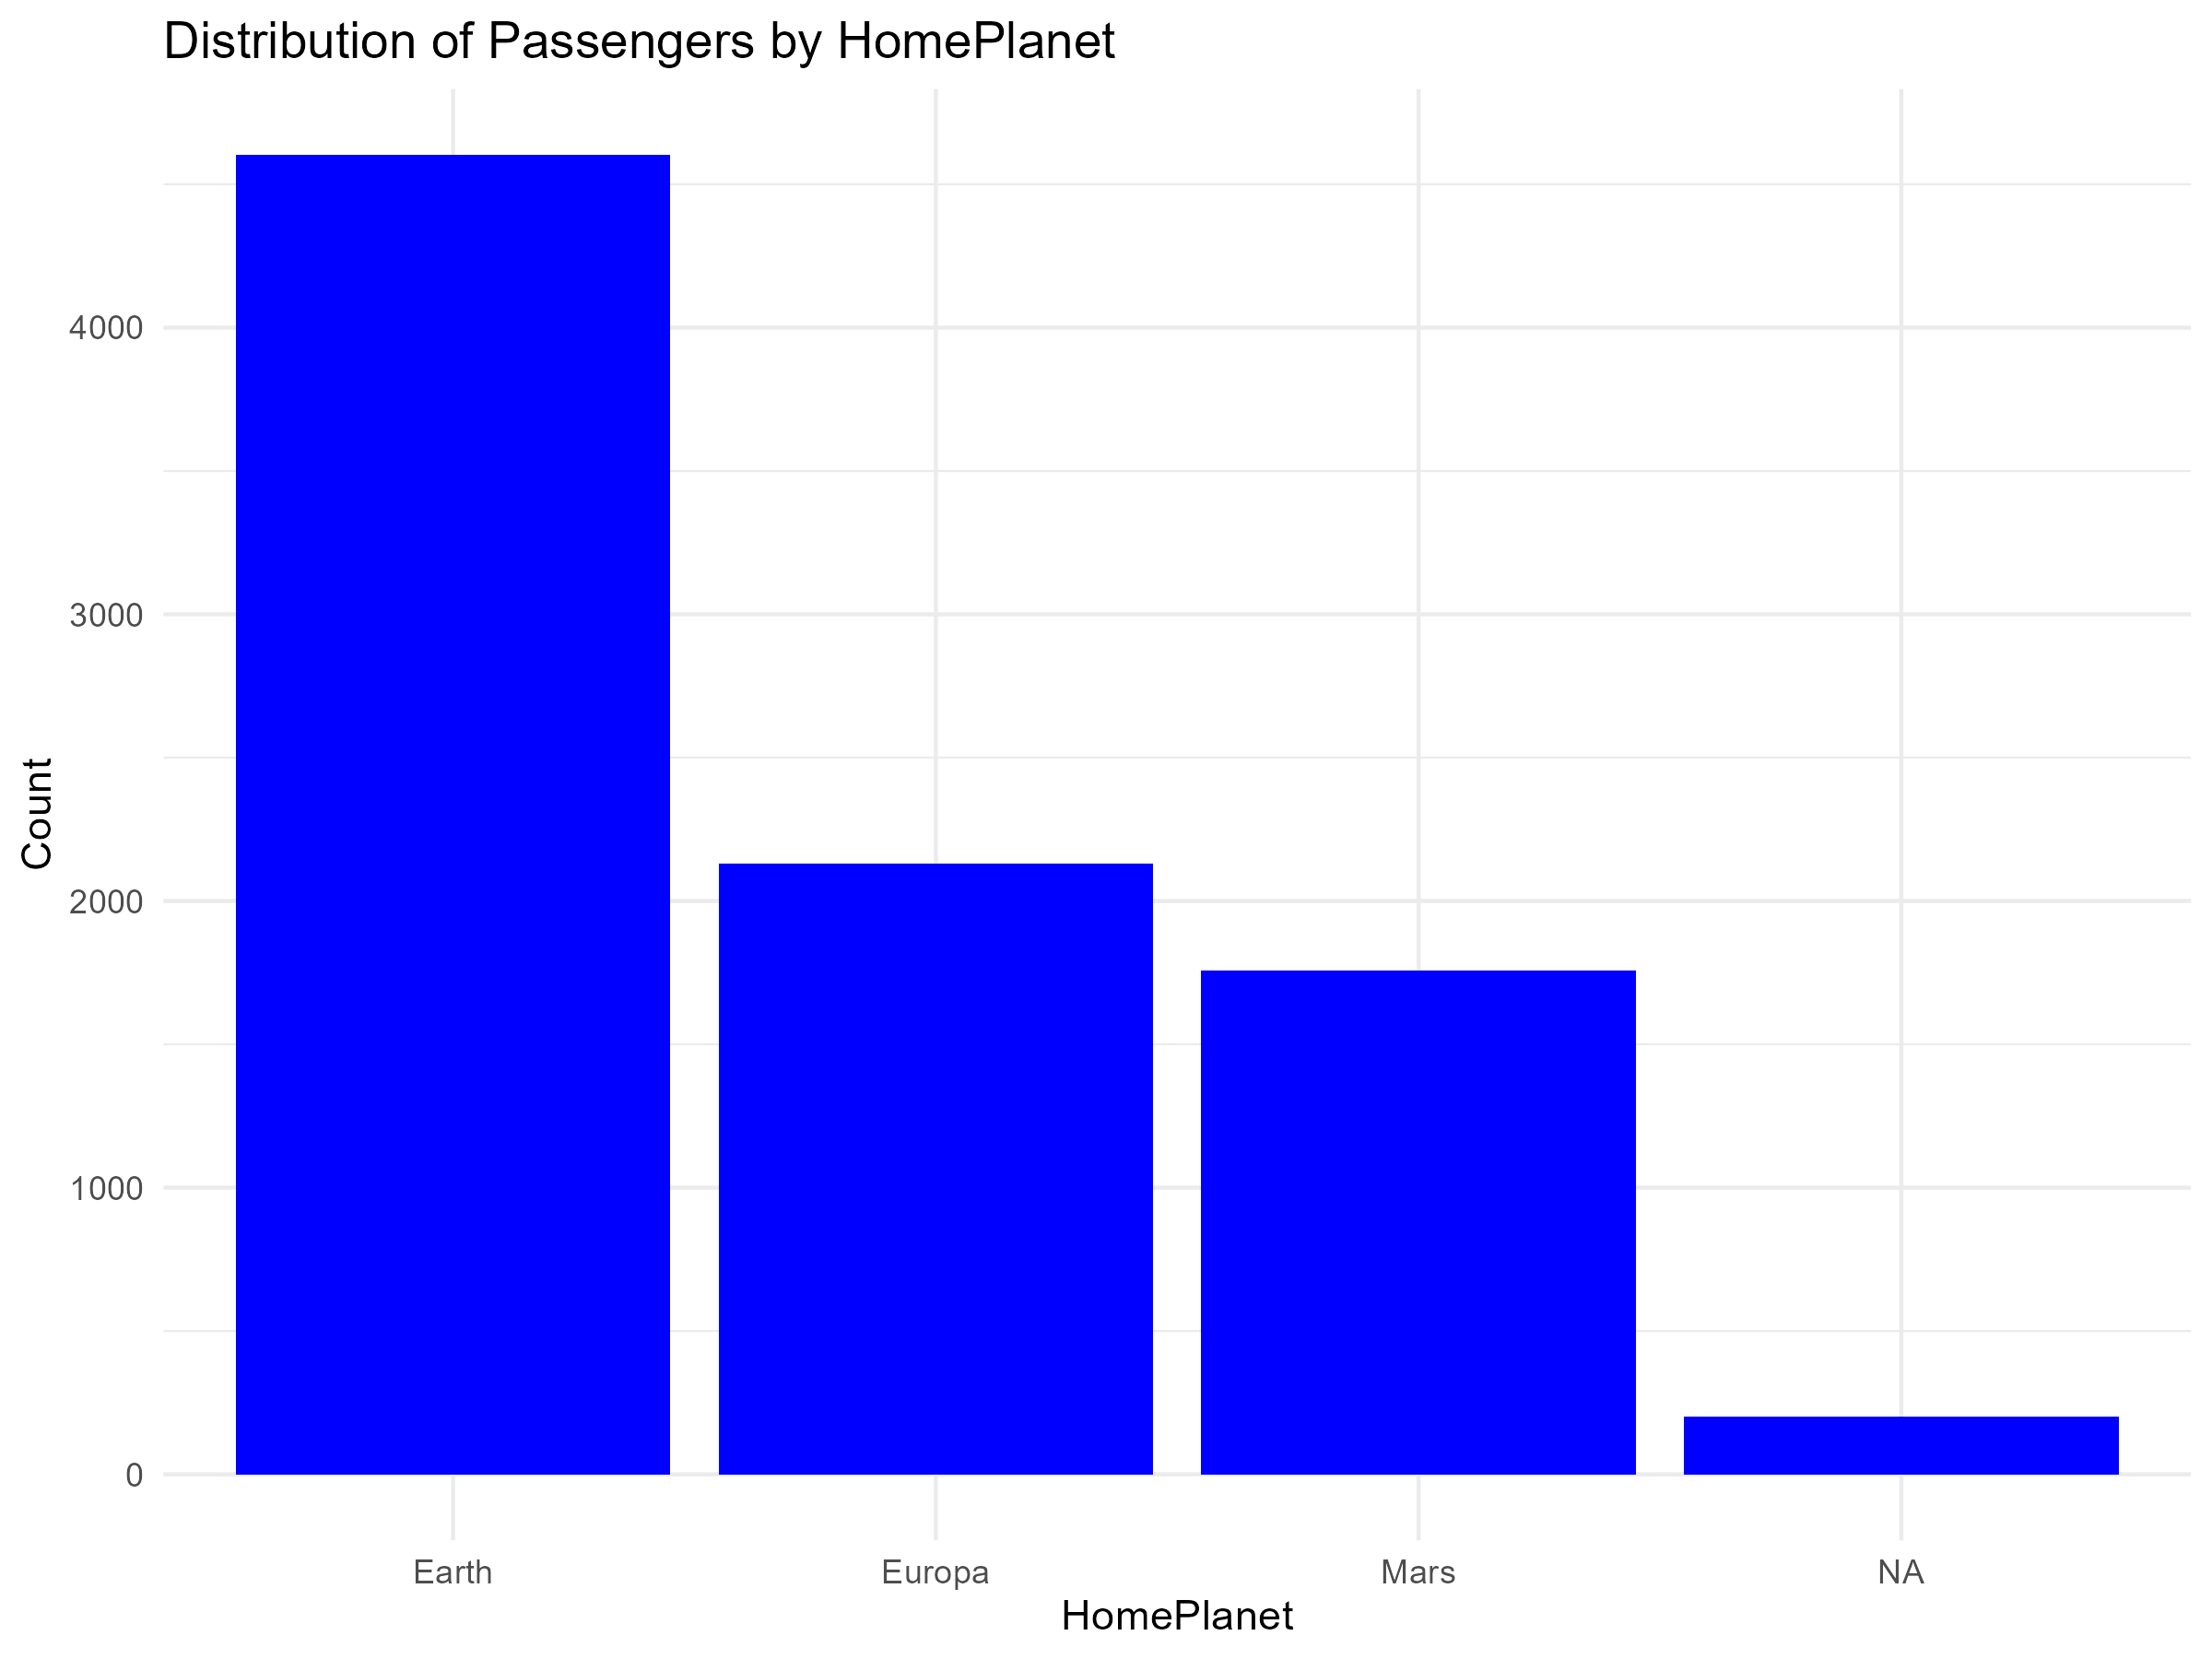 Distribution of Passengers by HomePlanet
Count
4000
3000
2000
1000
0
Earth
Europa
Mars
NA
HomePlanet